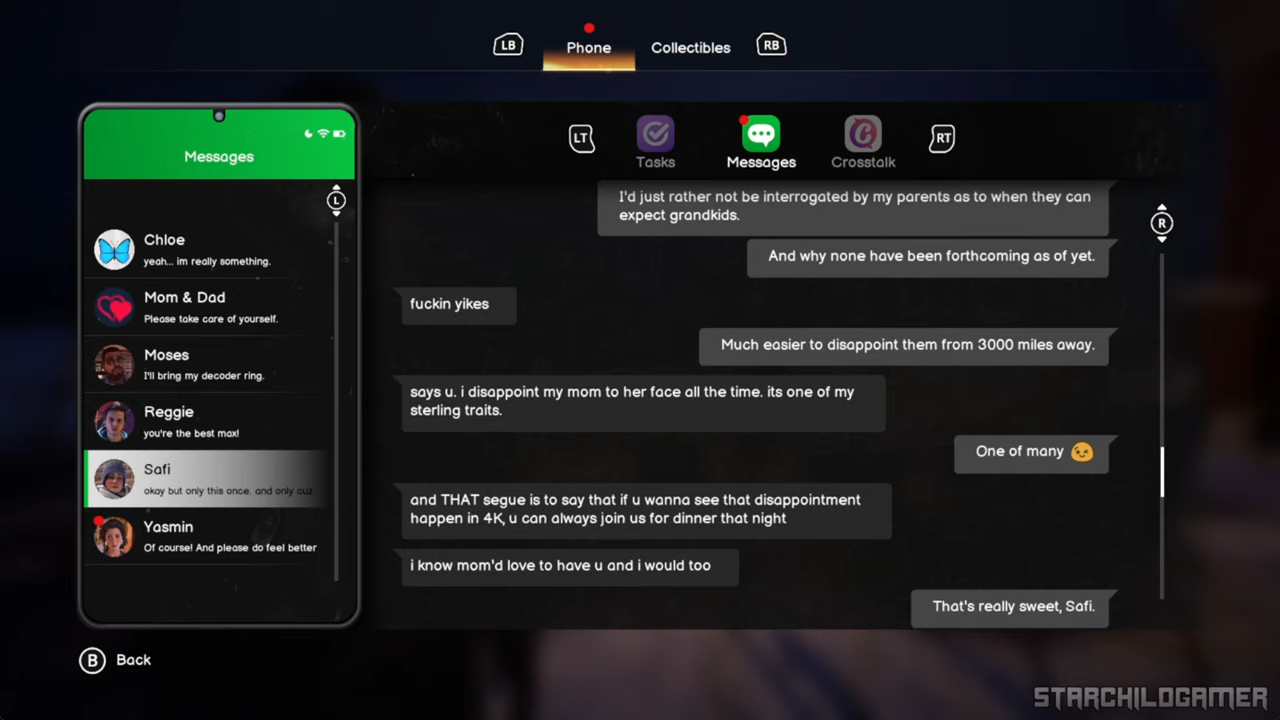 LB
Phone
Collectibles
RB
Messages
L
Chloe
yeah... im really something.
Mom & Dad
Please take care of yourself.
Moses
I'll bring my decoder ring.
Reggie
you're the best max!
Safi
okay but only this once. and only cuz
Yasmin
Of course! And please do feel better
LT
Tasks
Messages
Crosstalk
RT
R
I'd just rather not be interrogated by my parents as to when they can
expect grandkids.
And why none have been forthcoming as of yet.
fuckin yikes
Much easier to disappoint them from 3000 miles away.
says u. i disappoint my mom to her face all the time. its one of my
sterling traits.
One of many 😉
and THAT segue is to say that if u wanna see that disappointment
happen in 4K, u can always join us for dinner that night
i know mom'd love to have u and i would too
That's really sweet, Safi.
B
Back
STARCHILDGAMER